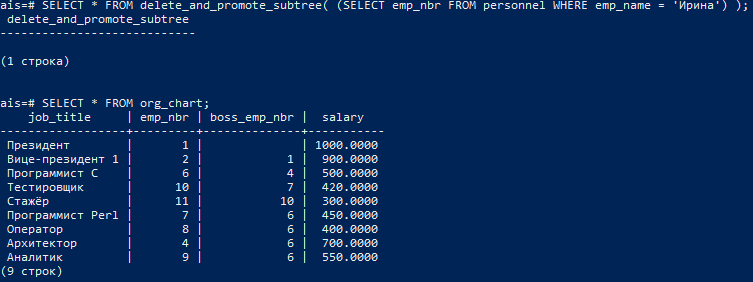 ais=# SELECT * FROM delete_and_promote_subtree( (SELECT emp_nbr FROM personnel WHERE emp_name = 'Ирина') );
 delete_and_promote_subtree
----------------------------

(1 строка)


ais=# SELECT * FROM org_chart;
    job_title     | emp_nbr | boss_emp_nbr |  salary
------------------+---------+--------------+-----------
 Президент        |       1 |              | 1000.0000
 Вице-президент 1 |       2 |            1 |  900.0000
 Программист C    |       6 |            4 |  500.0000
 Тестировщик      |      10 |            7 |  420.0000
 Стажёр           |      11 |           10 |  300.0000
 Программист Perl |       7 |            6 |  450.0000
 Оператор         |       8 |            6 |  400.0000
 Архитектор       |       4 |            6 |  700.0000
 Аналитик         |       9 |            6 |  550.0000
(9 строк)